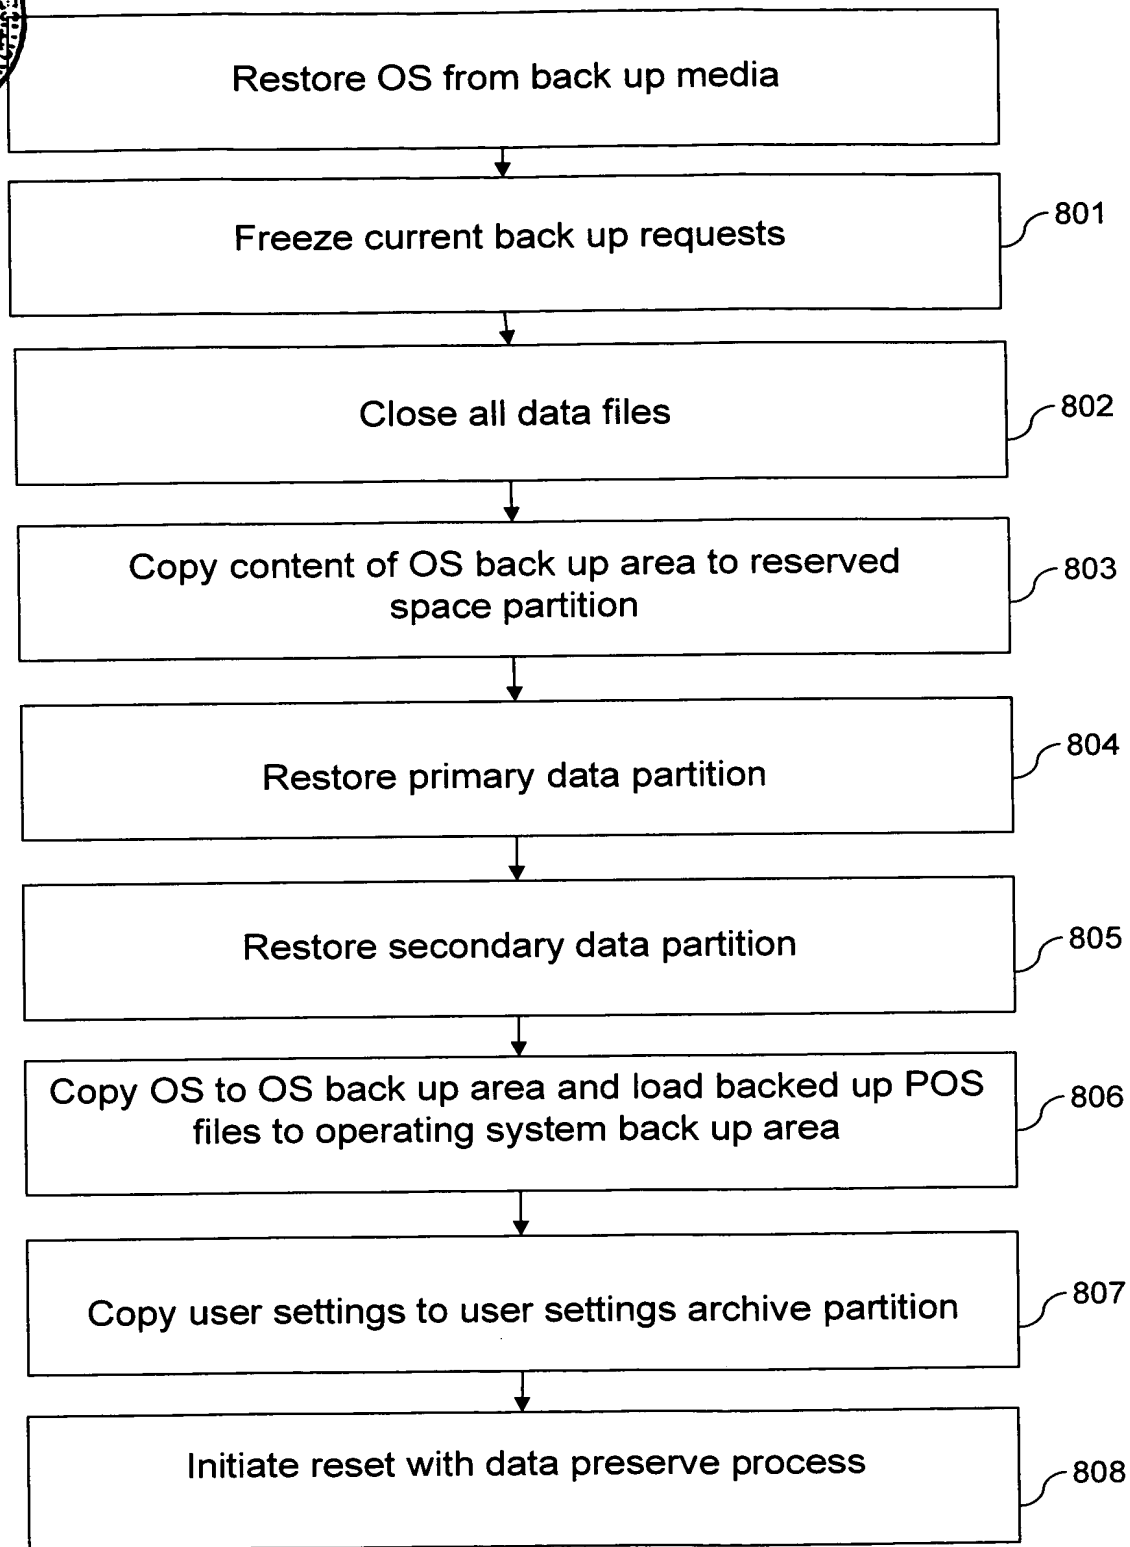 Restore OS from back up media
Freeze current back up requests
801
Close all data files
802
Copy content of OS back up area to reserved
space partition
803
Restore primary data partition
804
Restore secondary data partition
805
Copy OS to OS back up area and load backed up POS
files to operating system back up area
806
Copy user settings to user settings archive partition
807
Initiate reset with data preserve process
808